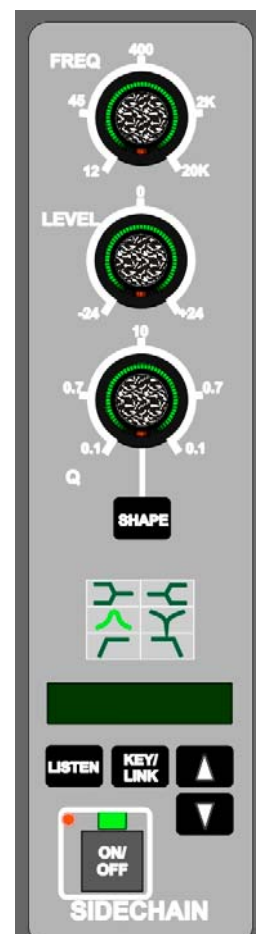 400
FREQ
45
2K
12
20K
0
LEVEL
-24
+24
10
0.7
0.7
0.1
0.1
Q
SHAPE
LISTEN
KEY/
LINK
ON/
OFF
SIDECHAIN